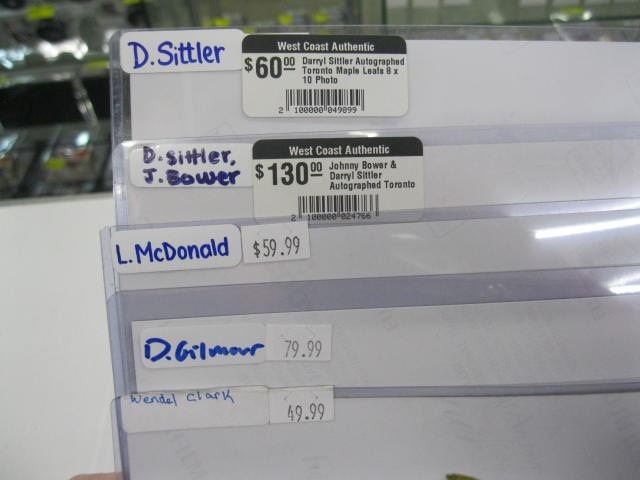 D. Sittler
West Coast Authentic
$60.00 Darryl Sittler Autographed
Toronto Maple Leafs 8 x
10 Photo
2 100000 049899
D. Sittler,
J. Bower
West Coast Authentic
$130.00 Johnny Bower &
Darryl Sittler
Autographed Toronto
2 100000 024766
L. McDonald $59.99
D. Gilmour 79.99
Wendel Clark 49.99